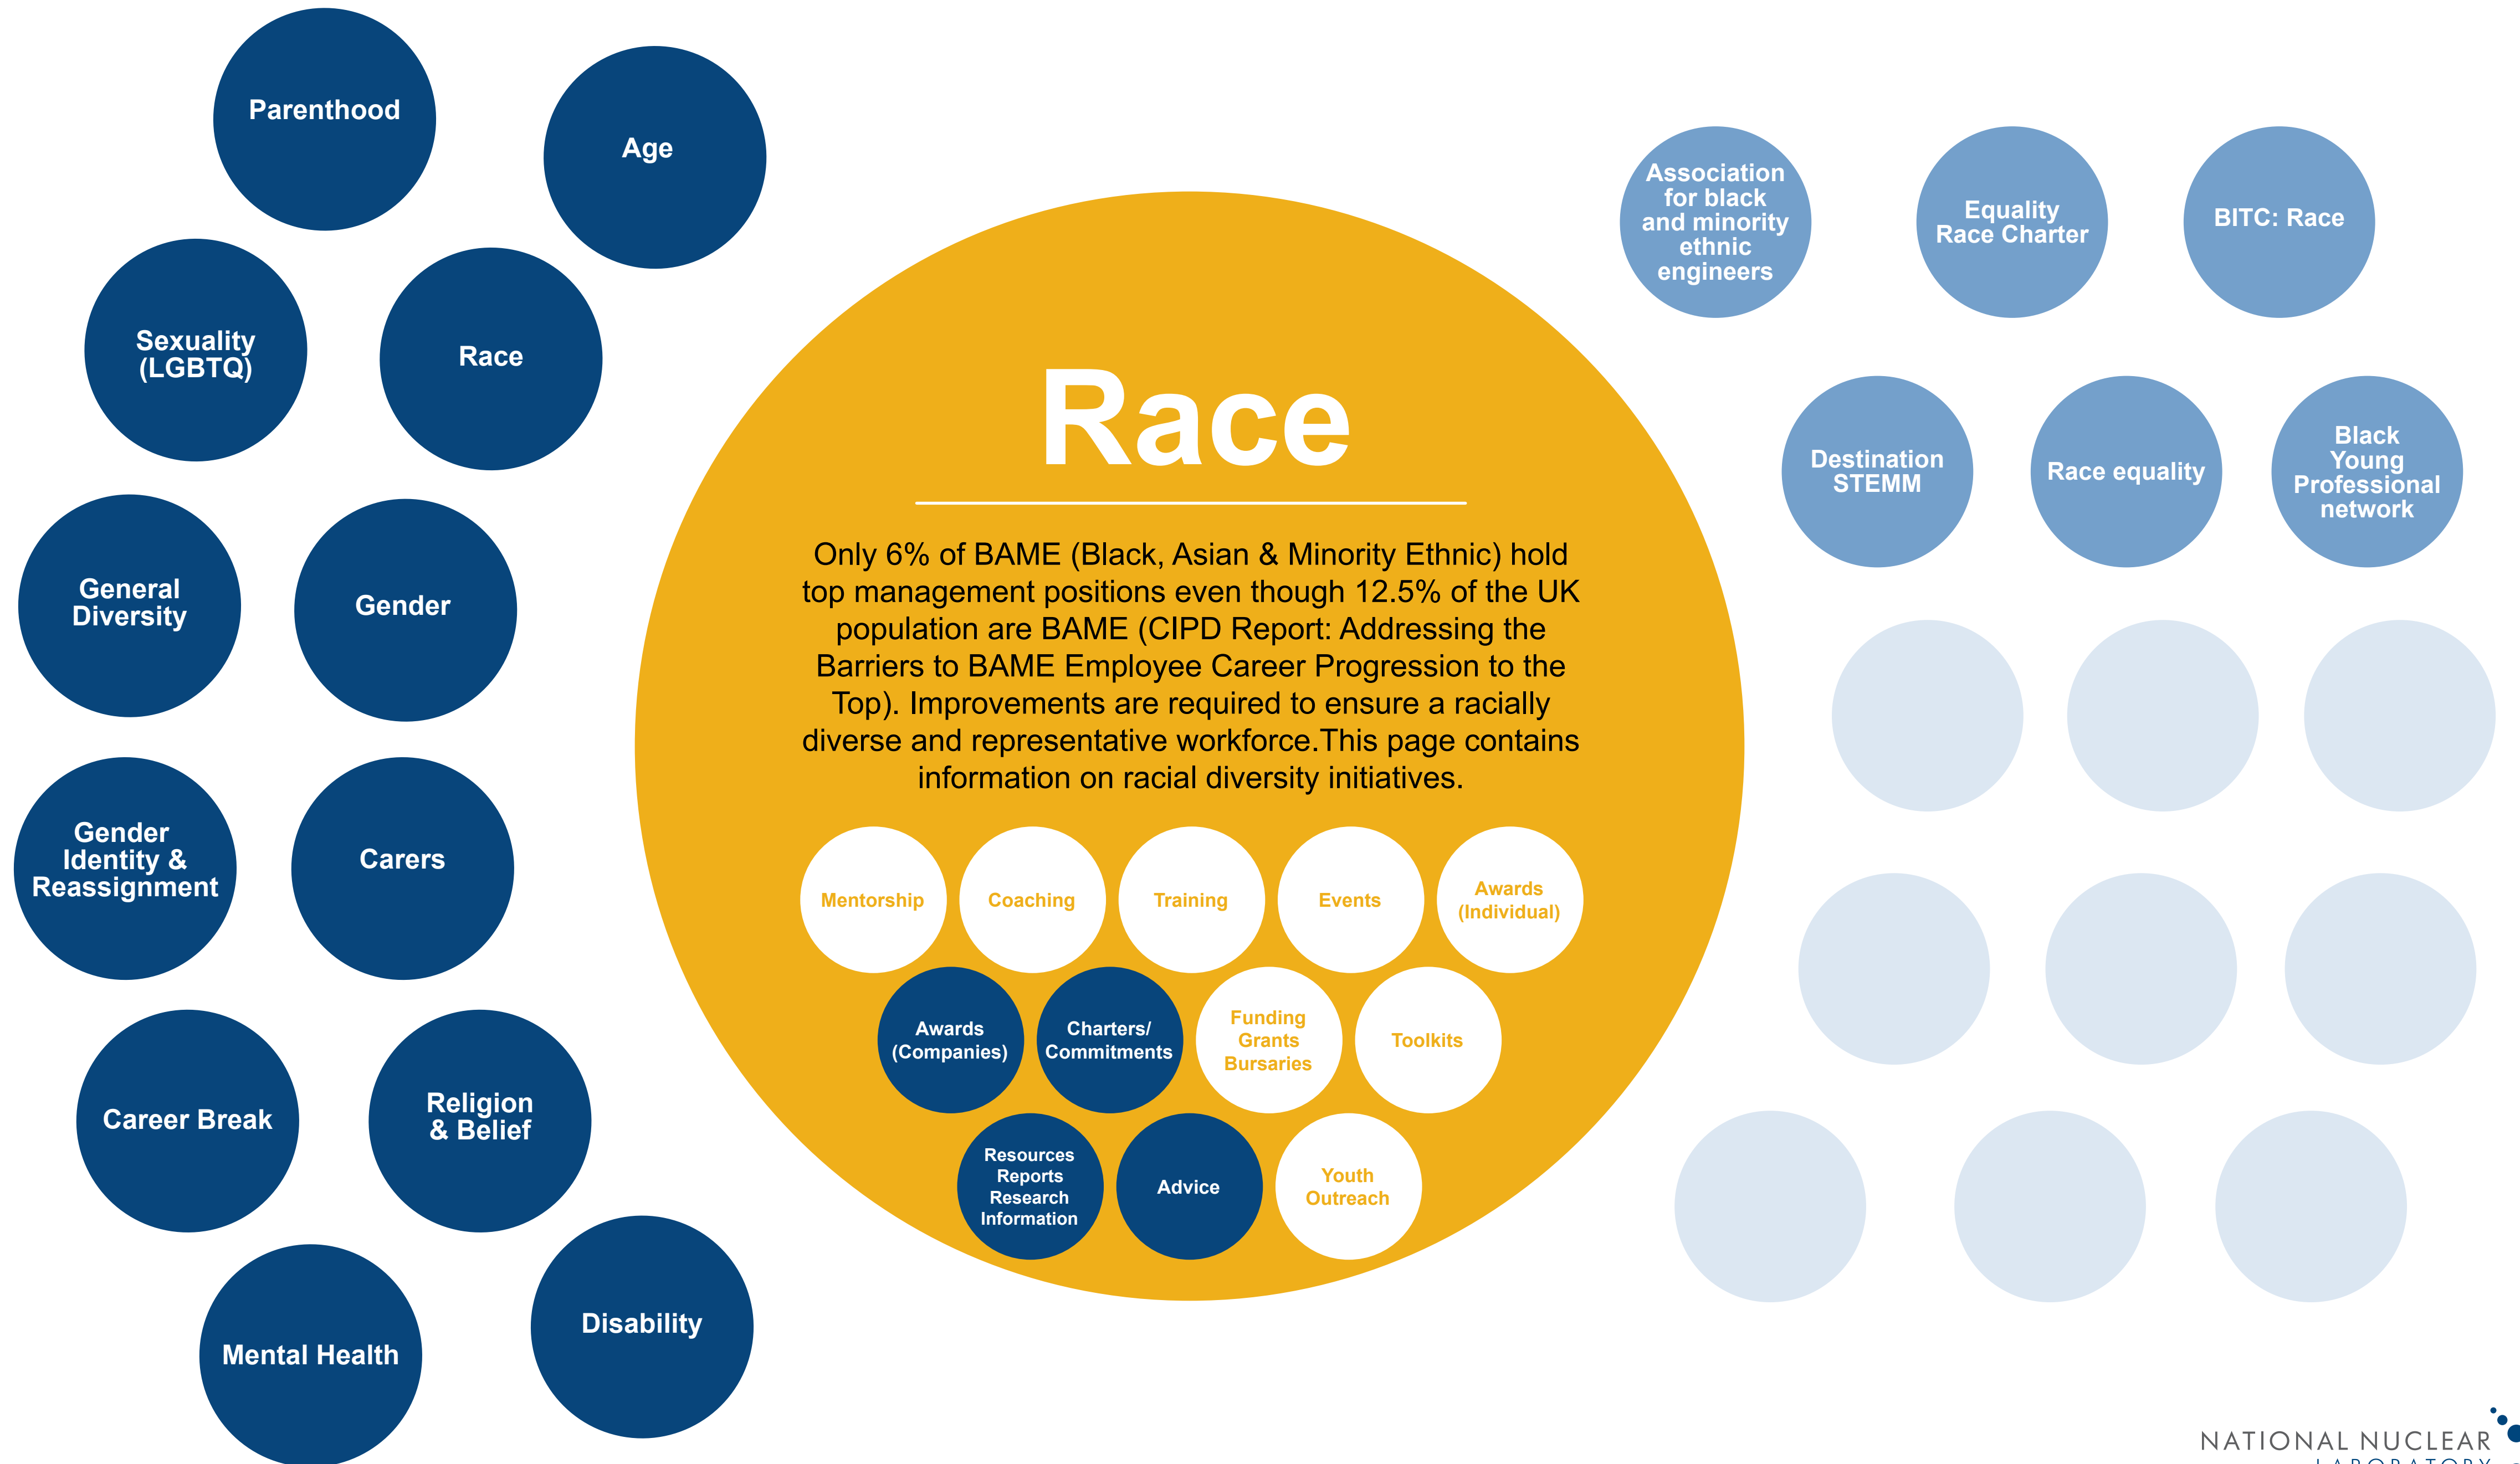 Parenthood
Age
Sexuality
(LGBTQ)
Race
General
Diversity
Gender
Gender
Identity &
Reassignment
Carers
Career Break
Religion
& Belief
Mental Health
Disability
Race
Only 6% of BAME (Black, Asian & Minority Ethnic) hold
top management positions even though 12.5% of the UK
population are BAME (CIPD Report: Addressing the
Barriers to BAME Employee Career Progression to the
Top). Improvements are required to ensure a racially
diverse and representative workforce.This page contains
information on racial diversity initiatives.
Mentorship
Coaching
Training
Events
Awards
(Individual)
Awards
(Companies)
Charters/
Commitments
Funding
Grants
Bursaries
Toolkits
Resources
Reports
Research
Information
Advice
Youth
Outreach
Association
for black
and minority
ethnic
engineers
Equality
Race Charter
BITC: Race
Destination
STEMM
Race equality
Black
Young
Professional
network
NATIONAL NUCLEAR
LABORATORY